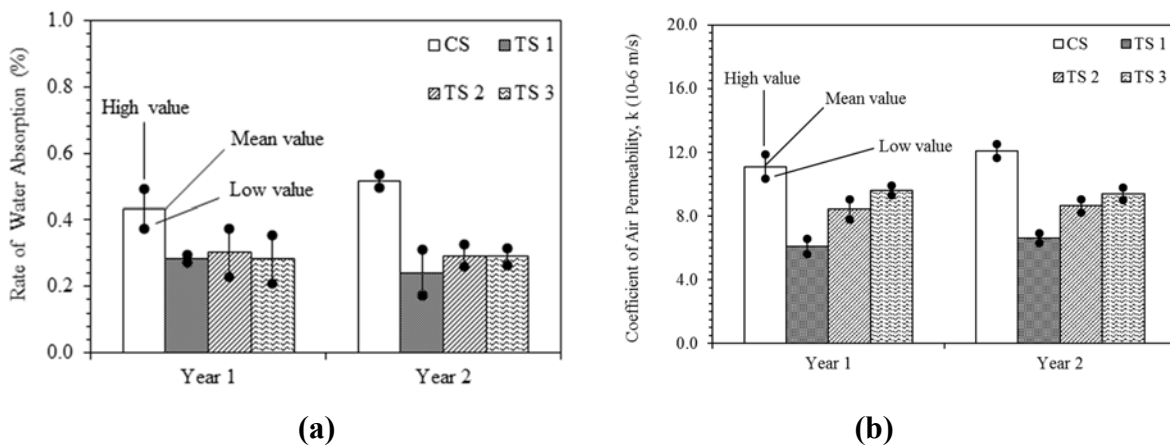 Rate of Water Absorption (%)
1.0
0.8
0.6
0.4
0.2
0.0
CS TS 1
TS 2 TS 3
High value
Mean value
Low value
Year 1 Year 2
(a)
Coefficient of Air Permeability, k (10-6 m/s)
20.0
16.0
12.0
8.0
4.0
0.0
CS TS 1
TS 2 TS 3
High value
Mean value
Low value
Year 1 Year 2
(b)